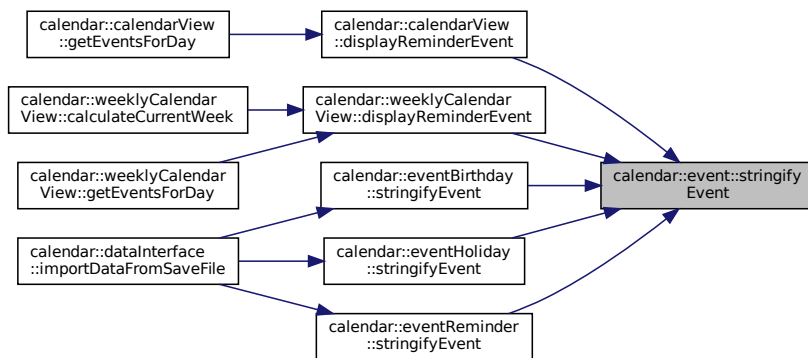 calendar::calendarView
::getEventsForDay
calendar::calendarView
::displayReminderEvent
calendar::weeklyCalendar
View::calculateCurrentWeek
calendar::weeklyCalendar
View::displayReminderEvent
calendar::weeklyCalendar
View::getEventsForDay
calendar::eventBirthday
::stringifyEvent
calendar::event::stringify
Event
calendar::dataInterface
::importDataFromSaveFile
calendar::eventHoliday
::stringifyEvent
calendar::eventReminder
::stringifyEvent